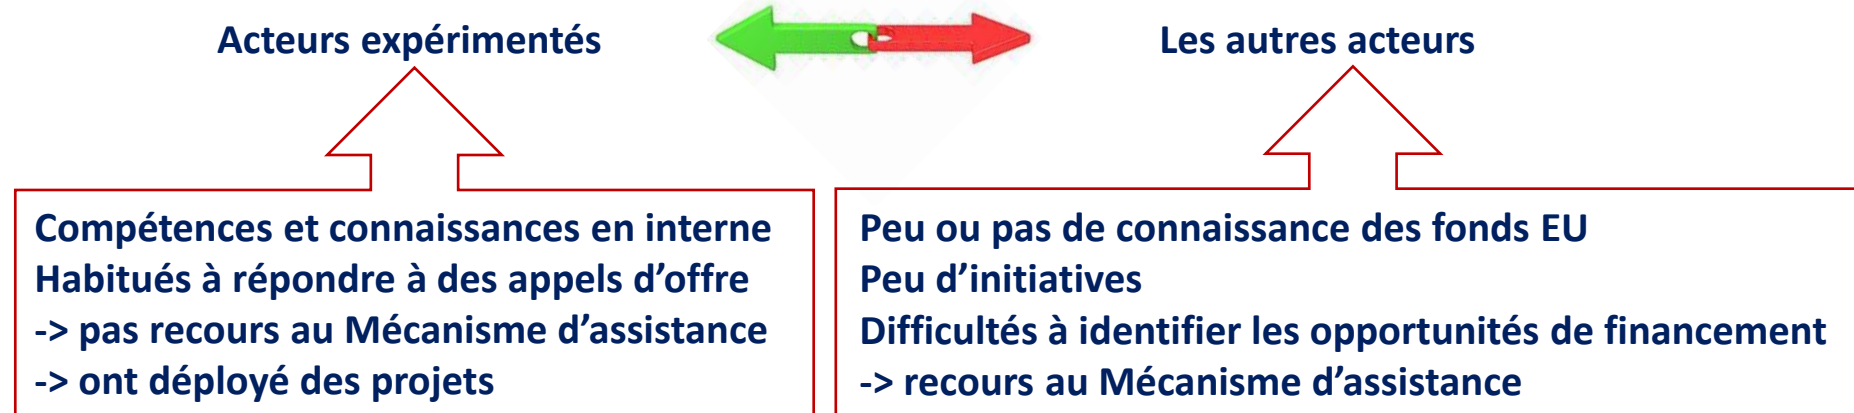 Acteurs expérimentés
Les autres acteurs
Compétences et connaissances en interne
Habitués à répondre à des appels d’offre
-> pas recours au Mécanisme d’assistance
-> ont déployé des projets
Peu ou pas de connaissance des fonds EU
Peu d’initiatives
Difficultés à identifier les opportunités de financement
-> recours au Mécanisme d’assistance